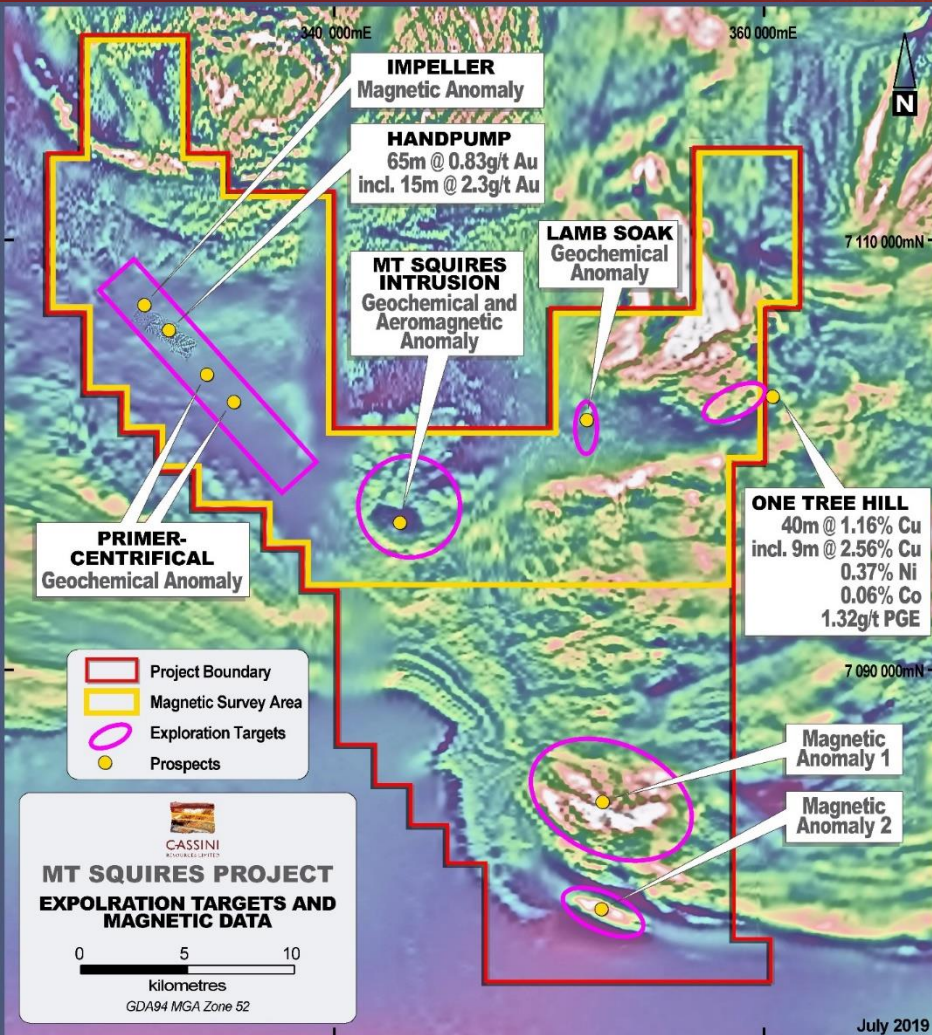 340 000mE
360 000mE
IMPELLER
Magnetic Anomaly
N
HANDPUMP
65m @ 0.83g/t Au
incl. 15m @ 2.3g/t Au
LAMB SOAK
Geochemical
Anomaly
7 110 000mN
MT SQUIRES
INTRUSION
Geochemical and
Aeromagnetic
Anomaly
ONE TREE HILL
40m @ 1.16% Cu
incl. 9m @ 2.56% Cu
0.37% Ni
0.06% Co
1.32g/t PGE
PRIMER-
CENTRIFICAL
Geochemical Anomaly
7 090 000mN
Project Boundary
Magnetic Survey Area
Exploration Targets
Prospects
Magnetic
Anomaly 1
Magnetic
Anomaly 2
CASSINI
RESOURCES LIMITED
MT SQUIRES PROJECT
EXPOLRATION TARGETS AND
MAGNETIC DATA
0 5 10
kilometres
GDA94 MGA Zone 52
July 2019